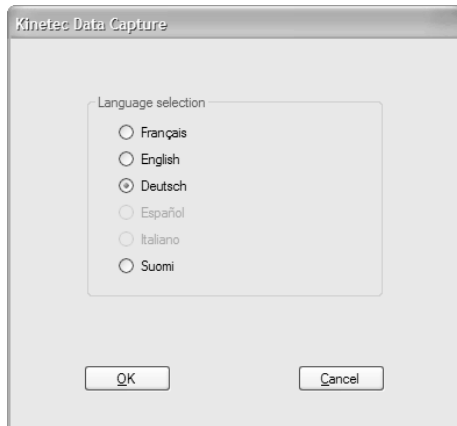 Kinetec Data Capture
Language selection
Français
English
Deutsch
Español
Italiano
Suomi
OK
Cancel